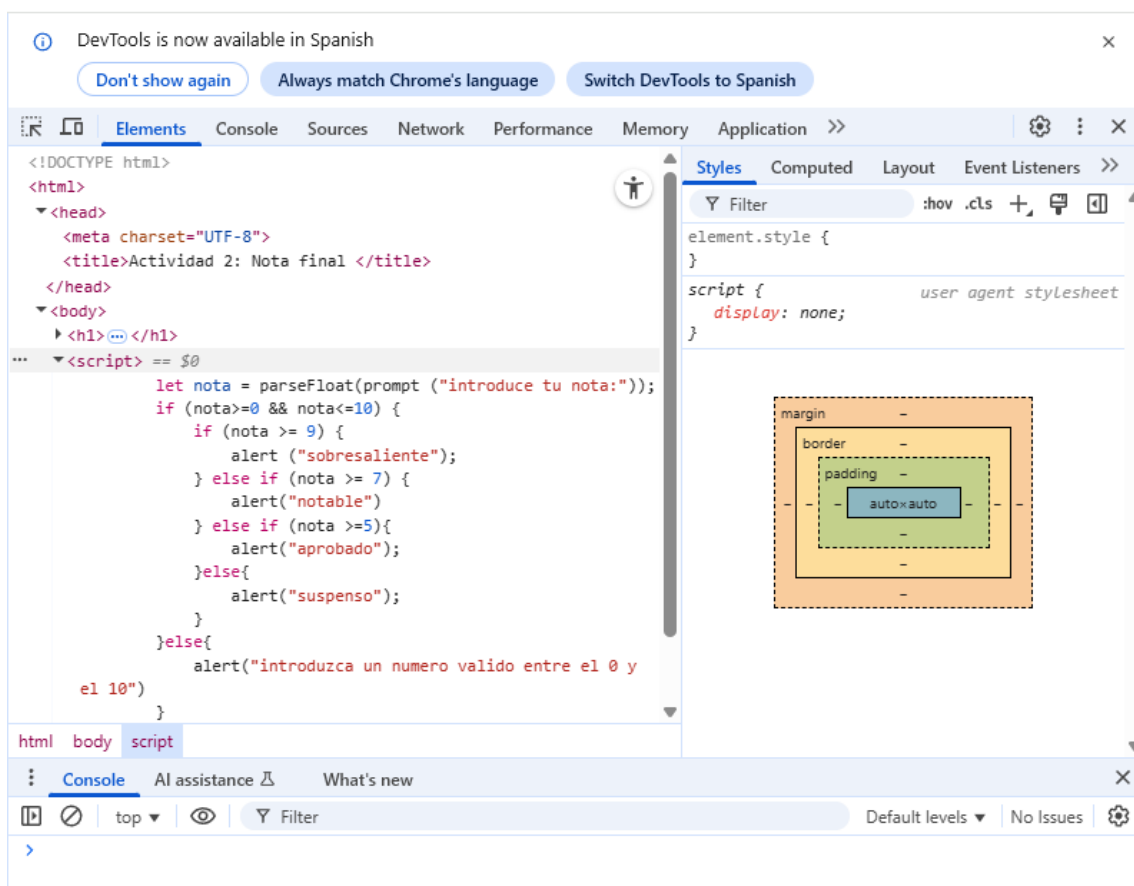 DevTools is now available in Spanish
Don't show again Always match Chrome's language Switch DevTools to Spanish
Elements Console Sources Network Performance Memory Application
<!DOCTYPE html>
<html>
<head>
<meta charset="UTF-8">
<title>Actividad 2: Nota final </title>
</head>
<body>
<h1> … </h1>
<script> == $0
let nota = parseFloat(prompt ("introduce tu nota:"));
if (nota>=0 && nota<=10) {
if (nota >= 9) {
alert ("sobresaliente");
} else if (nota >= 7) {
alert("notable")
} else if (nota >=5){
alert("aprobado");
}else{
alert("suspenso");
}
}else{
alert("introduzca un numero valido entre el 0 y
el 10")
}
html body script
Styles Computed Layout Event Listeners
Filter :hov .cls
element.style {
}
script { user agent stylesheet
display: none;
}
margin –
border –
padding –
– – – auto×auto – – –
–
–
–
Console AI assistance What's new
top Filter Default levels No Issues